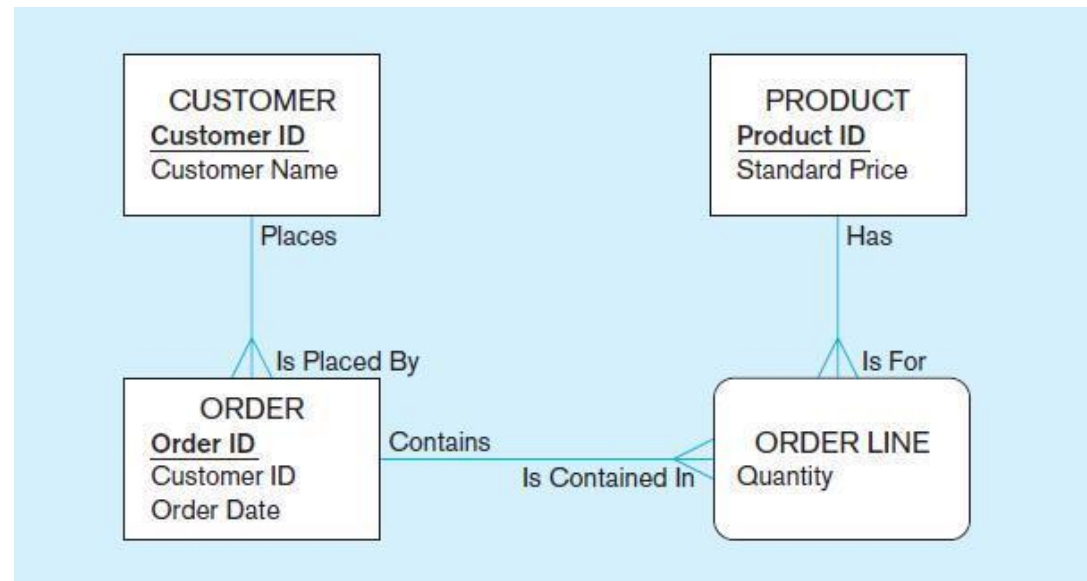 CUSTOMER
Customer ID
Customer Name
PRODUCT
Product ID
Standard Price
Places
Has
Is Placed By
Is For
ORDER
Order ID
Customer ID
Order Date
Contains
Is Contained In
ORDER LINE
Quantity